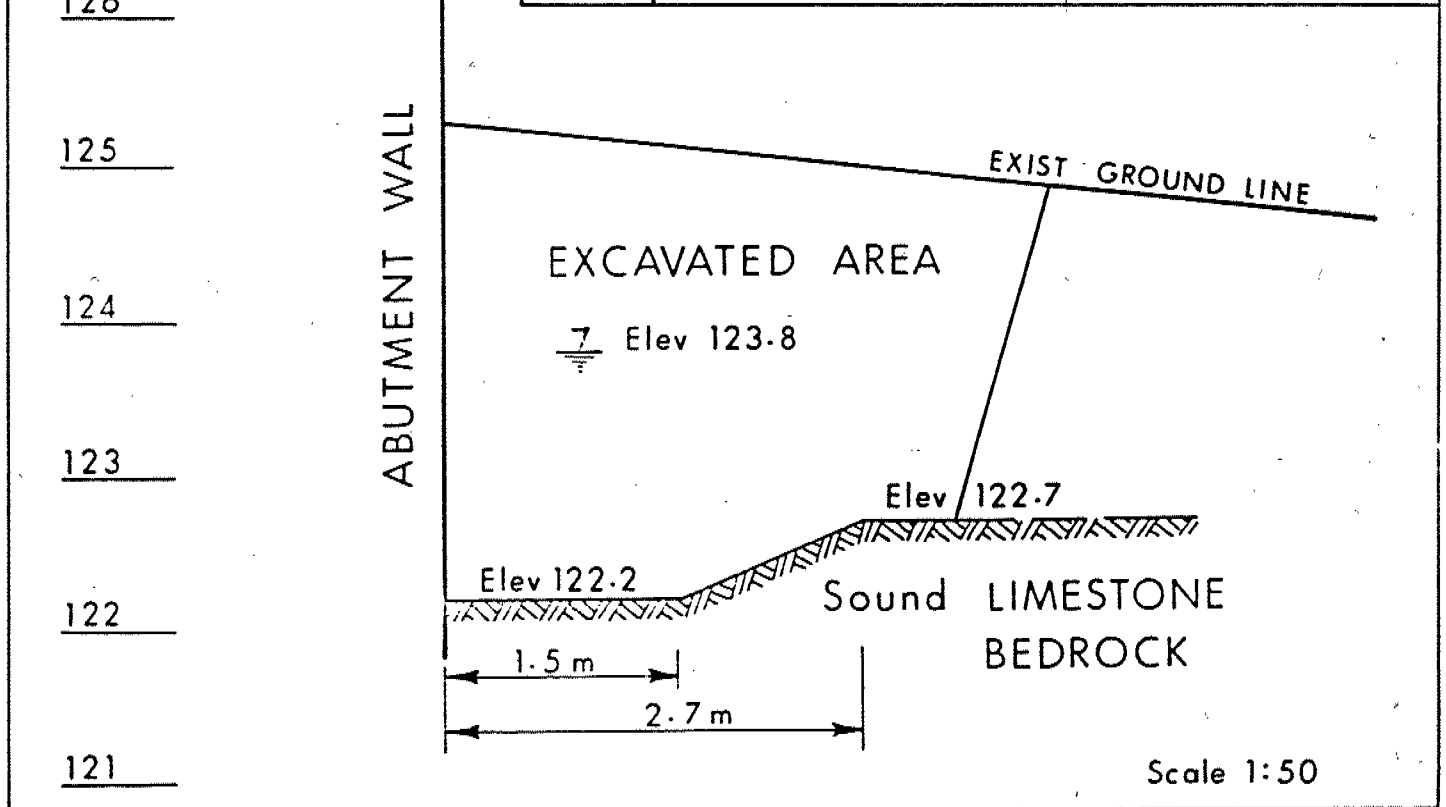 126
125
124
123
122
121
ABUTMENT WALL
EXIST GROUND LINE
EXCAVATED AREA
Elev 123.8
Elev 122.7
Elev 122.2
Sound LIMESTONE
BEDROCK
1.5 m
2.7 m
Scale 1:50